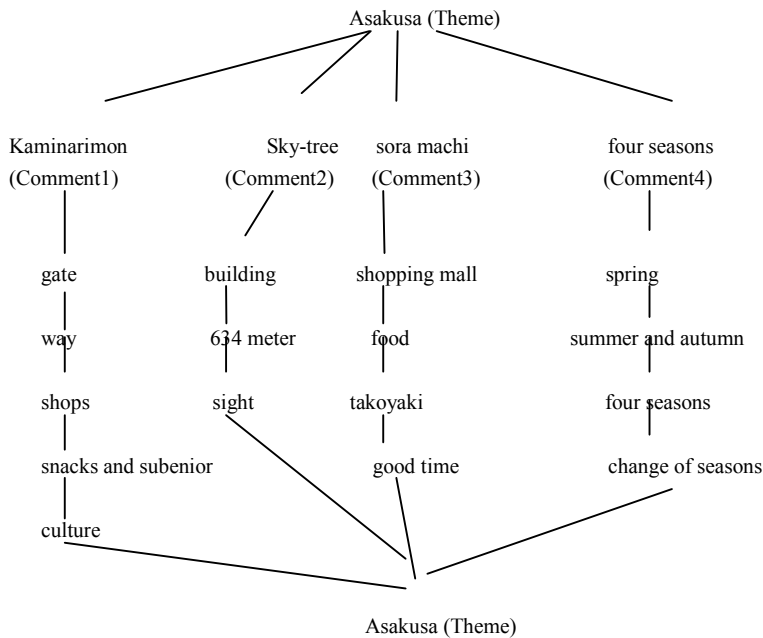 Asakusa (Theme)
Kaminarimon Sky-tree sora machi four seasons
(Comment1) (Comment2) (Comment3) (Comment4)
gate building shopping mall spring
way 634 meter food summer and autumn
shops sight takoyaki four seasons
snacks and subenior good time change of seasons
culture
Asakusa (Theme)